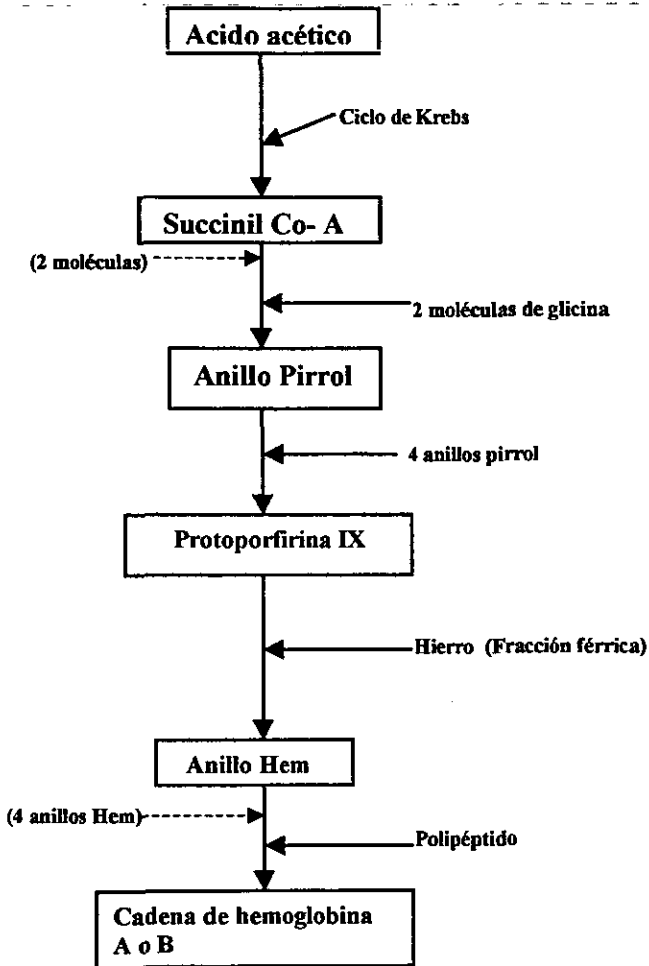 Acido acético
Ciclo de Krebs
Succinil Co- A
(2 moléculas)
2 moléculas de glicina
Anillo Pirrol
4 anillos pirrol
Protoporfirina IX
Hierro (Fracción férrica)
Anillo Hem
(4 anillos Hem)
Polipéptido
Cadena de hemoglobina
A o B